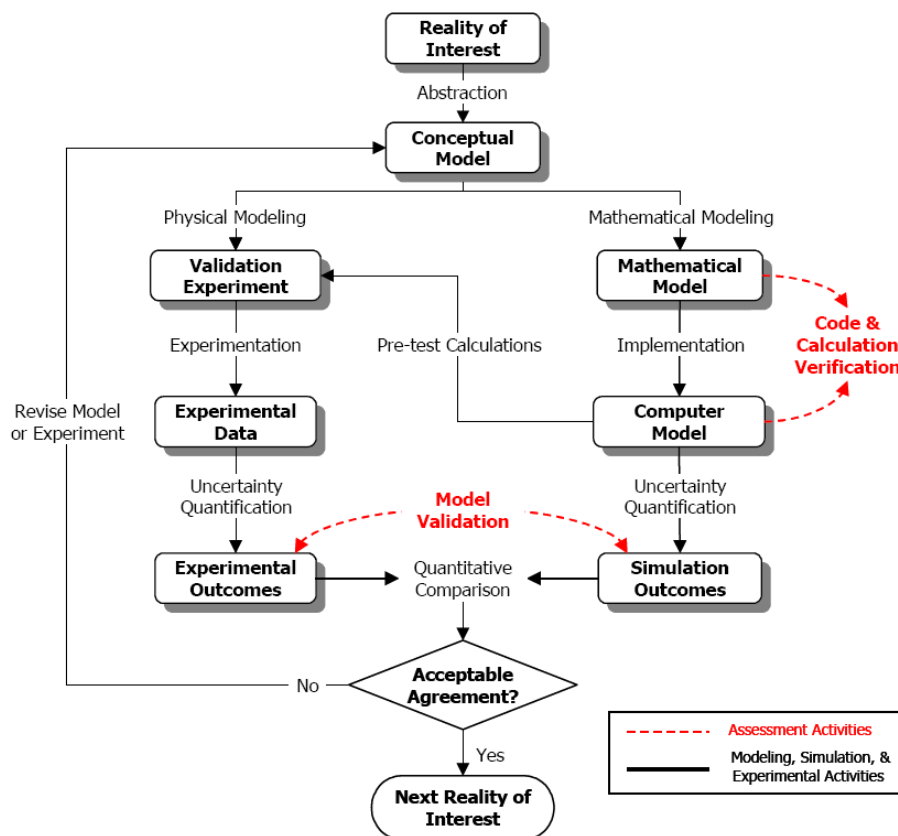 Reality of
Interest
Abstraction
Conceptual
Model
Physical Modeling
Mathematical Modeling
Validation
Experiment
Mathematical
Model
Code &
Calculation
Verification
Experimentation
Pre-test Calculations
Implementation
Revise Model
or Experiment
Experimental
Data
Computer
Model
Uncertainty
Quantification
Model
Validation
Uncertainty
Quantification
Experimental
Outcomes
Quantitative
Comparison
Simulation
Outcomes
No
Acceptable
Agreement?
Yes
Next Reality of
Interest
Assessment Activities
Modeling, Simulation, &
Experimental Activities